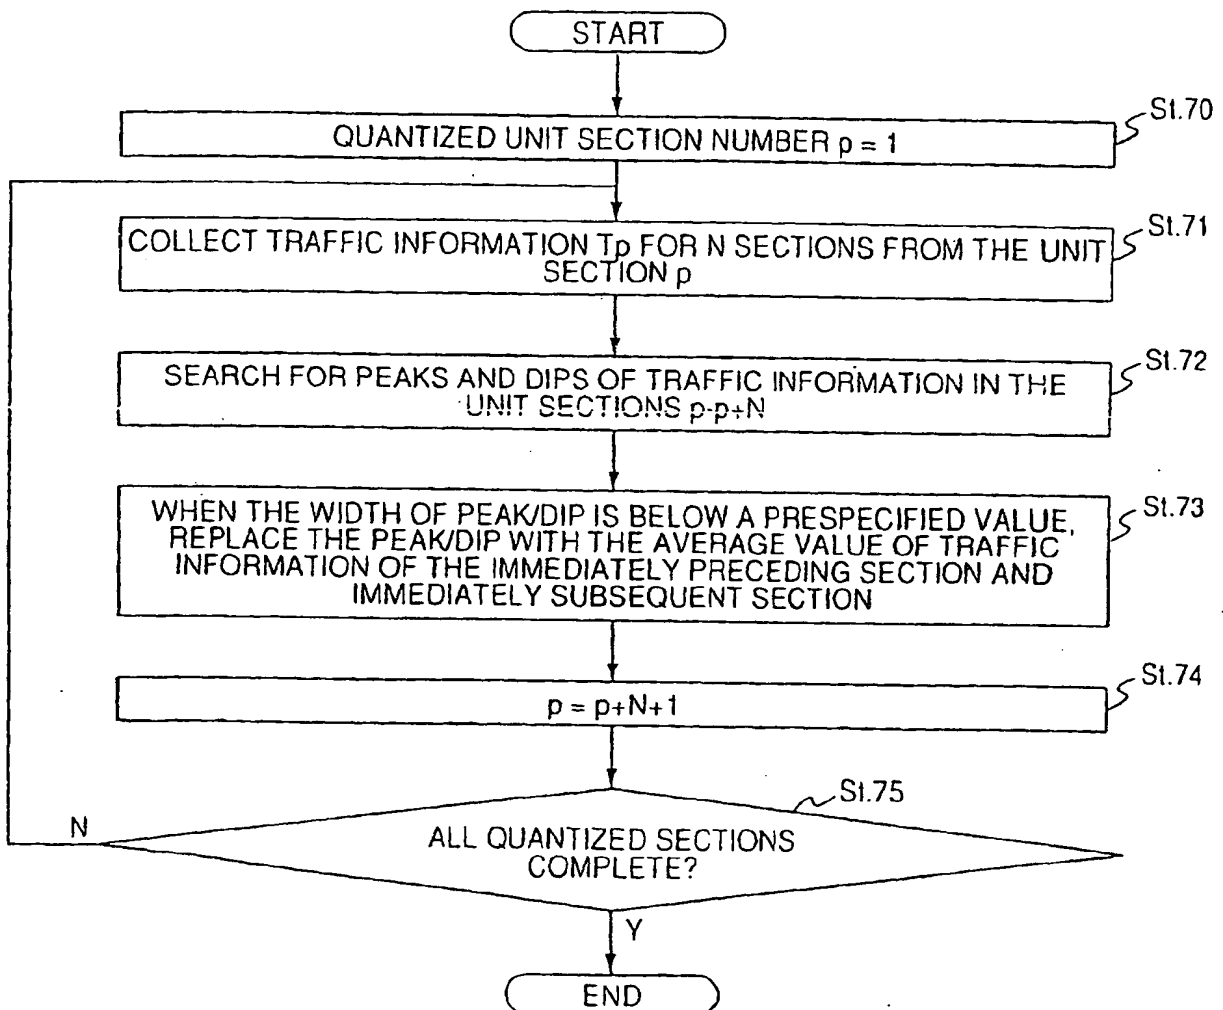 START
St.70
QUANTIZED UNIT SECTION NUMBER p = 1
St.71
COLLECT TRAFFIC INFORMATION Tp FOR N SECTIONS FROM THE UNIT
SECTION p
St.72
SEARCH FOR PEAKS AND DIPS OF TRAFFIC INFORMATION IN THE
UNIT SECTIONS p-p+N
St.73
WHEN THE WIDTH OF PEAK/DIP IS BELOW A PRESPECIFIED VALUE,
REPLACE THE PEAK/DIP WITH THE AVERAGE VALUE OF TRAFFIC
INFORMATION OF THE IMMEDIATELY PRECEDING SECTION AND
IMMEDIATELY SUBSEQUENT SECTION
St.74
p = p+N+1
St.75
N
ALL QUANTIZED SECTIONS
COMPLETE?
Y
END